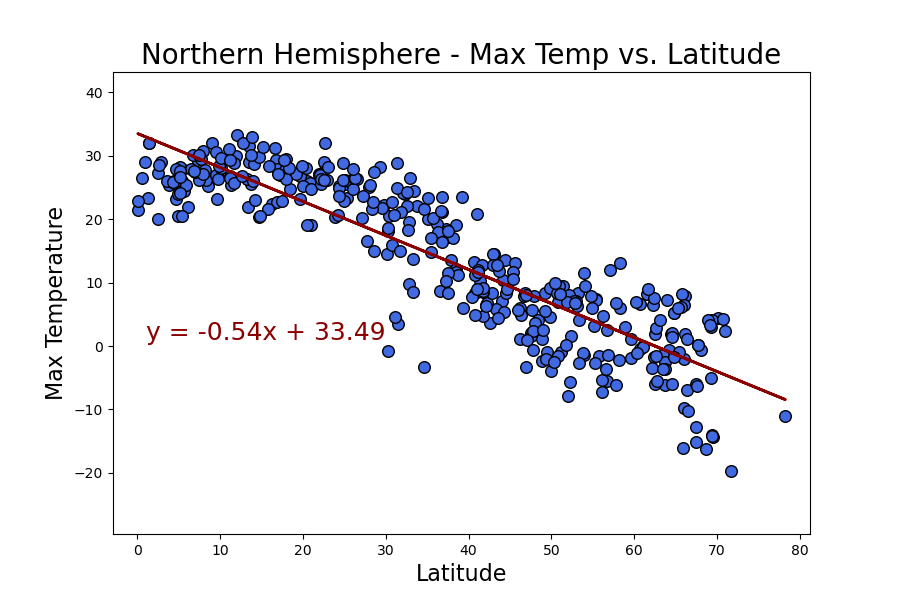 Northern Hemisphere - Max Temp vs. Latitude
Max Temperature
40
30
20
10
0
−10
−20
y = -0.54x + 33.49
0 10 20 30 40 50 60 70 80
Latitude